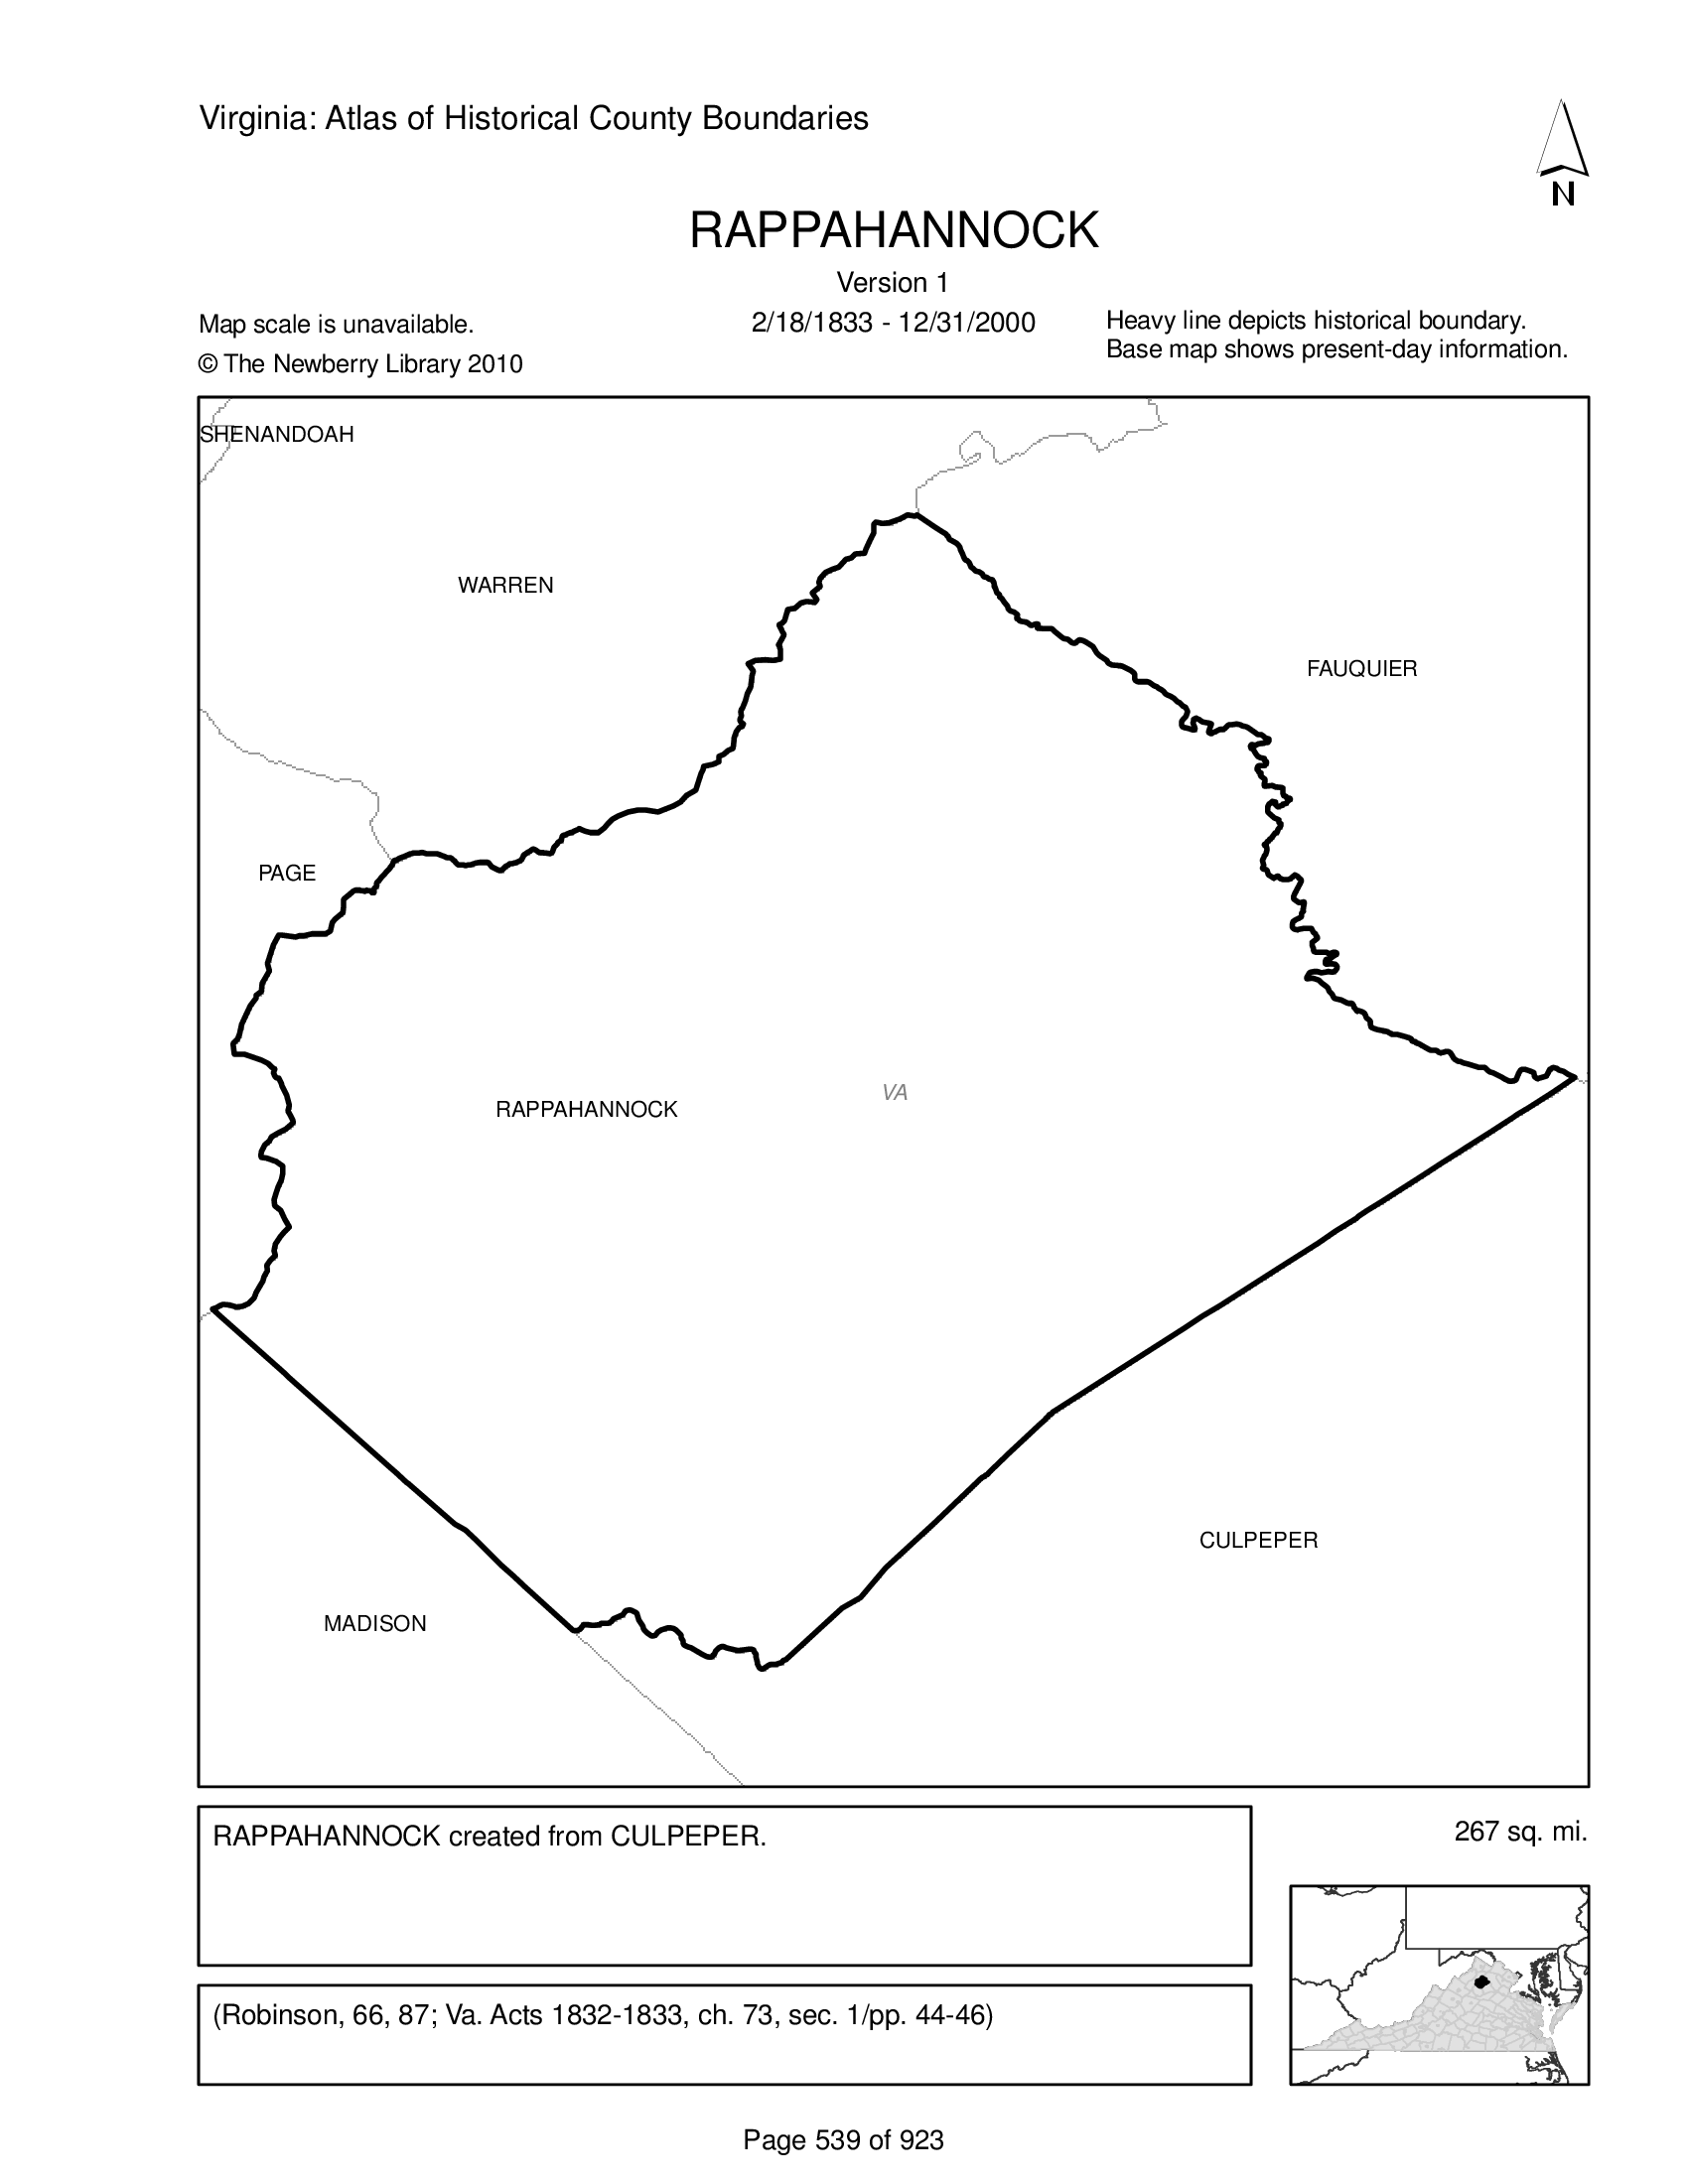 Virginia: Atlas of Historical County Boundaries
N
RAPPAHANNOCK
Version 1
2/18/1833 - 12/31/2000
Map scale is unavailable.
© The Newberry Library 2010
Heavy line depicts historical boundary.
Base map shows present-day information.
SHENANDOAH
WARREN
FAUQUIER
PAGE
VA
RAPPAHANNOCK
CULPEPER
MADISON
RAPPAHANNOCK created from CULPEPER.
267 sq. mi.
(Robinson, 66, 87; Va. Acts 1832-1833, ch. 73, sec. 1/pp. 44-46)
Page 539 of 923